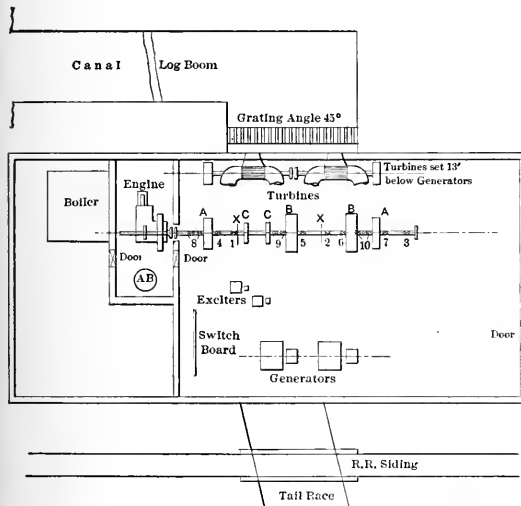 Canal
Log Boom
Grating Angle 45°
Turbines set 13'
below Generators
Turbines
Boiler
Engine
A X C C B X B A
8 4 1 9 5 2 6 10 7 3
Door
Door
AB
Exciters
Switch
Board
Door
Generators
R.R. Siding
Tail Race